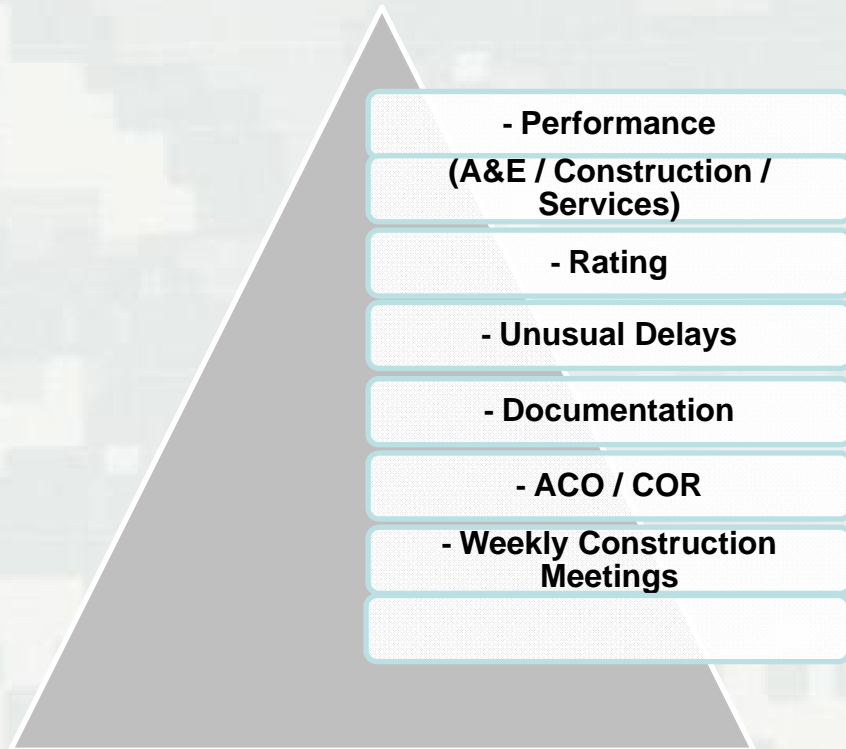 - Performance
(A&E / Construction /
Services)
- Rating
- Unusual Delays
- Documentation
- ACO / COR
- Weekly Construction
Meetings